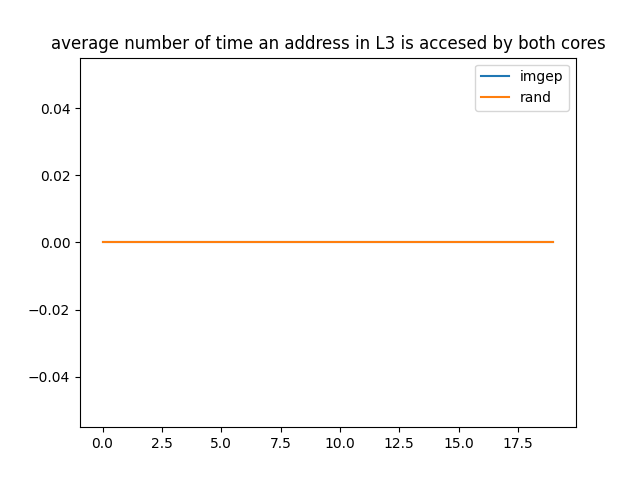 average number of time an address in L3 is accesed by both cores
imgep
rand
0.04
0.02
0.00
−0.02
−0.04
0.0 2.5 5.0 7.5 10.0 12.5 15.0 17.5